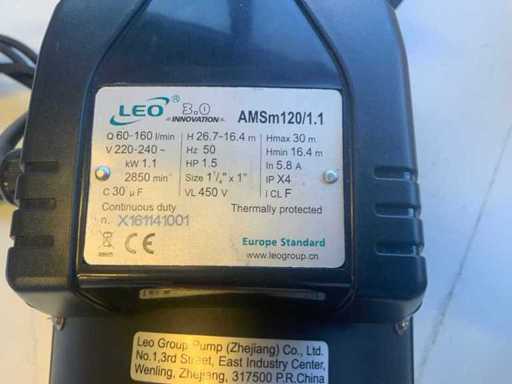 LEO® 3.0 INNOVATION AMSm120/1.1
Q 60-160 l/min H 26.7-16.4 m Hmax 30 m
V 220-240 ~ Hz 50 Hmin 16.4 m
kW 1.1 HP 1.5 In 5.8 A
2850 min⁻¹ Size 1¹/₄" x 1" IP X4
C 30 µF VL 450 V I CL F
Continuous duty Thermally protected
n. X161141001
CE Europe Standard
www.leogroup.cn
LEO
Leo Group Pump (Zhejiang) Co., Ltd.
No.1,3rd Street, East Industry Center,
Wenling, Zhejiang, 317500 P.R.China